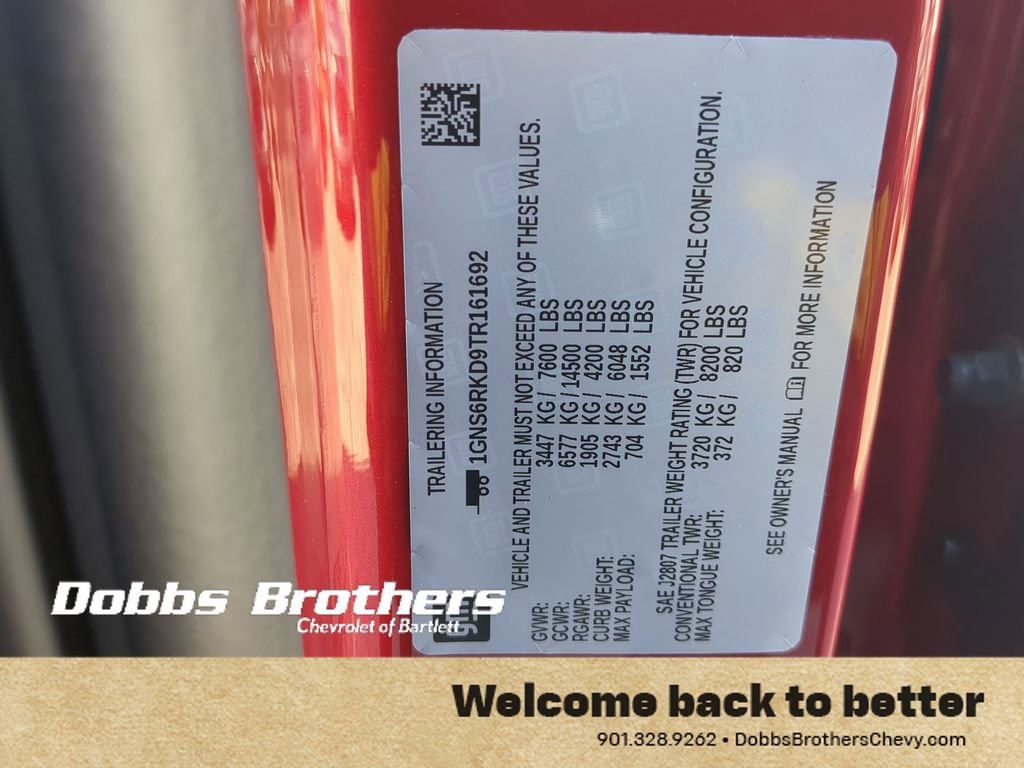 TRAILERING INFORMATION
1GNS6RKD9TR161692
VEHICLE AND TRAILER MUST NOT EXCEED ANY OF THESE VALUES.
GVWR: 3447 KG / 7600 LBS
GCWR: 6577 KG / 14500 LBS
RGAWR: 1905 KG / 4200 LBS
CURB WEIGHT: 2743 KG / 6048 LBS
MAX PAYLOAD: 704 KG / 1552 LBS
SAE J2807 TRAILER WEIGHT RATING (TWR) FOR VEHICLE CONFIGURATION.
CONVENTIONAL TWR: 3720 KG / 8200 LBS
MAX TONGUE WEIGHT: 372 KG / 820 LBS
SEE OWNER'S MANUAL FOR MORE INFORMATION
gm
Dobbs Brothers
Chevrolet of Bartlett
Welcome back to better
901.328.9262 • DobbsBrothersChevy.com